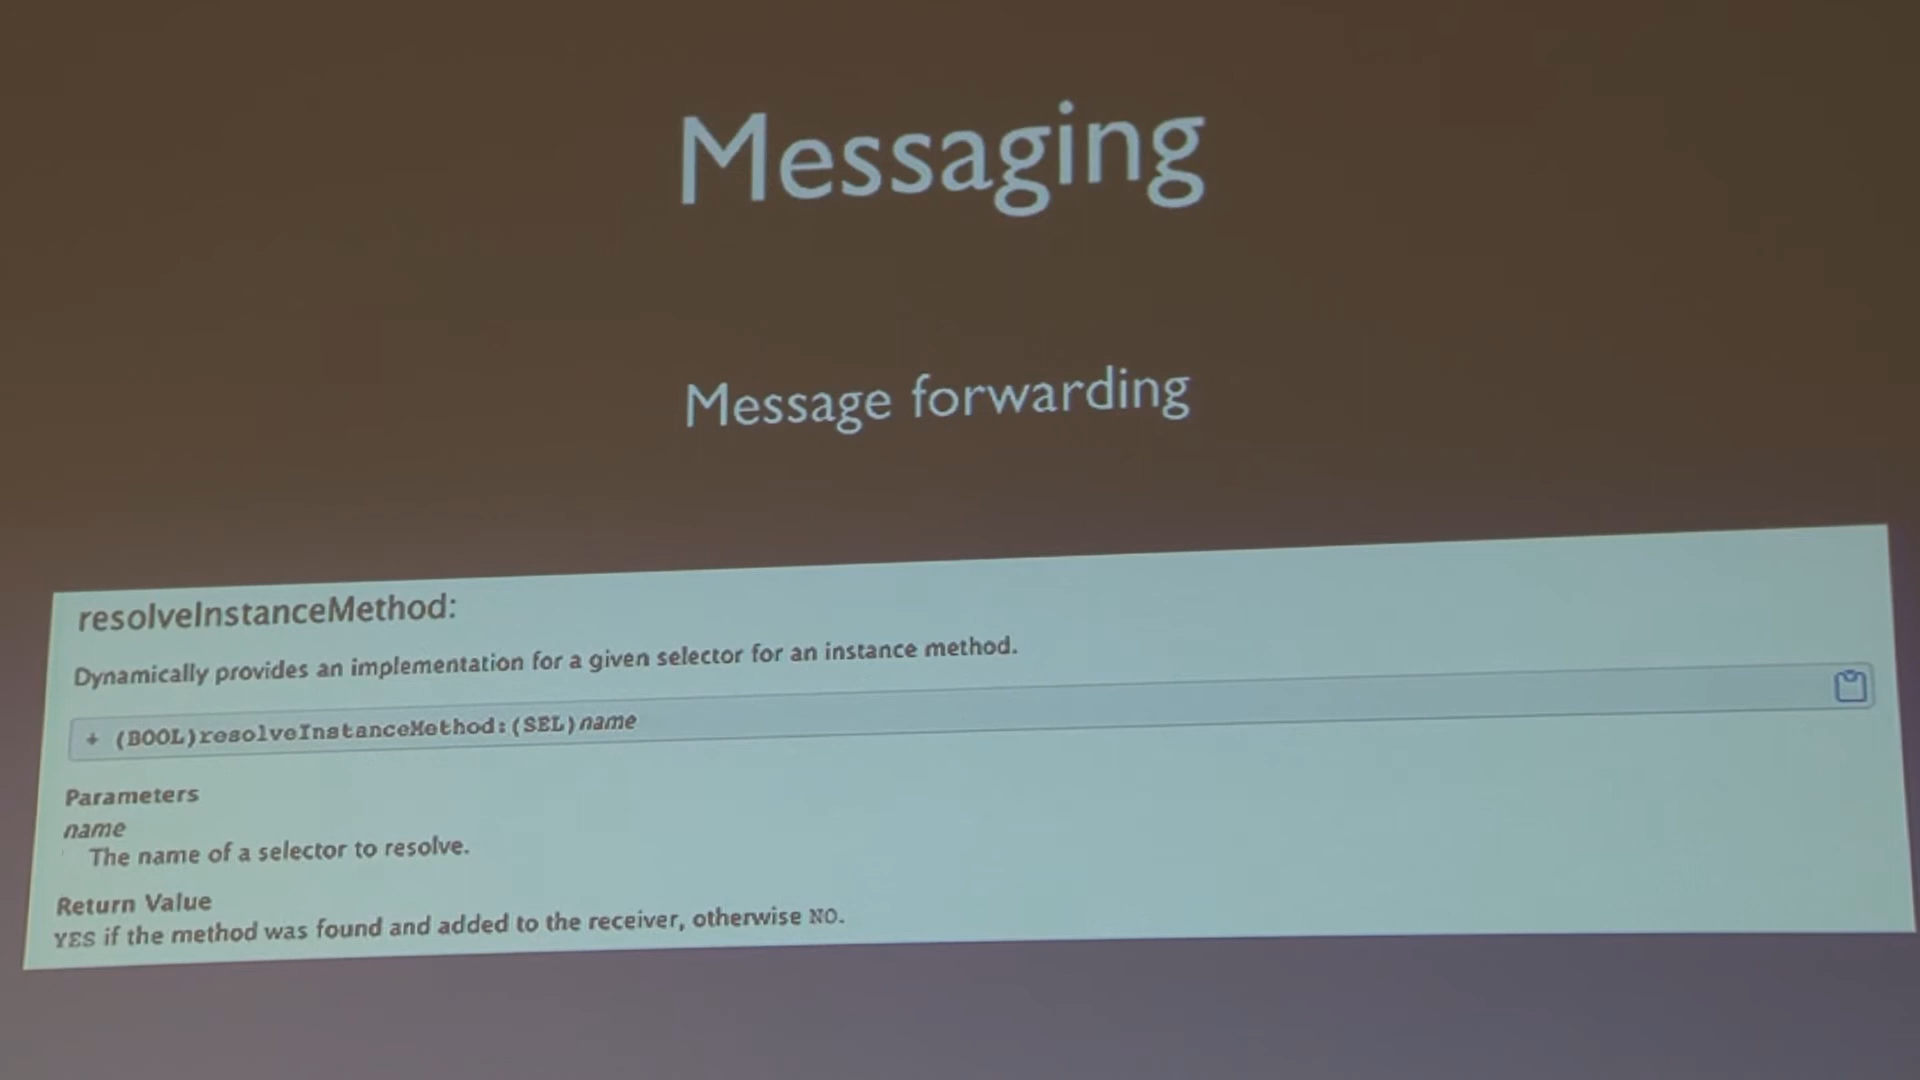 Messaging
Message forwarding
resolveInstanceMethod:
Dynamically provides an implementation for a given selector for an instance method.
+ (BOOL)resolveInstanceMethod:(SEL)name
Parameters
name
The name of a selector to resolve.
Return Value
YES if the method was found and added to the receiver, otherwise NO.